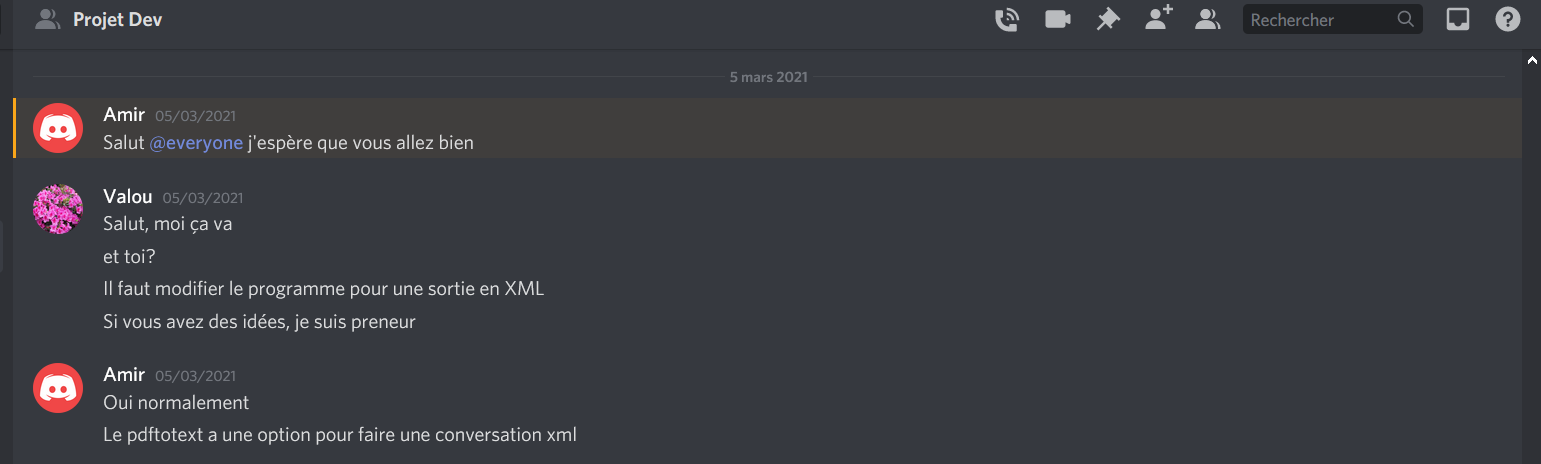 Projet Dev
Rechercher
5 mars 2021
Amir 05/03/2021
Salut @everyone j'espère que vous allez bien
Valou 05/03/2021
Salut, moi ça va
et toi?
Il faut modifier le programme pour une sortie en XML
Si vous avez des idées, je suis preneur
Amir 05/03/2021
Oui normalement
Le pdftotext a une option pour faire une conversation xml